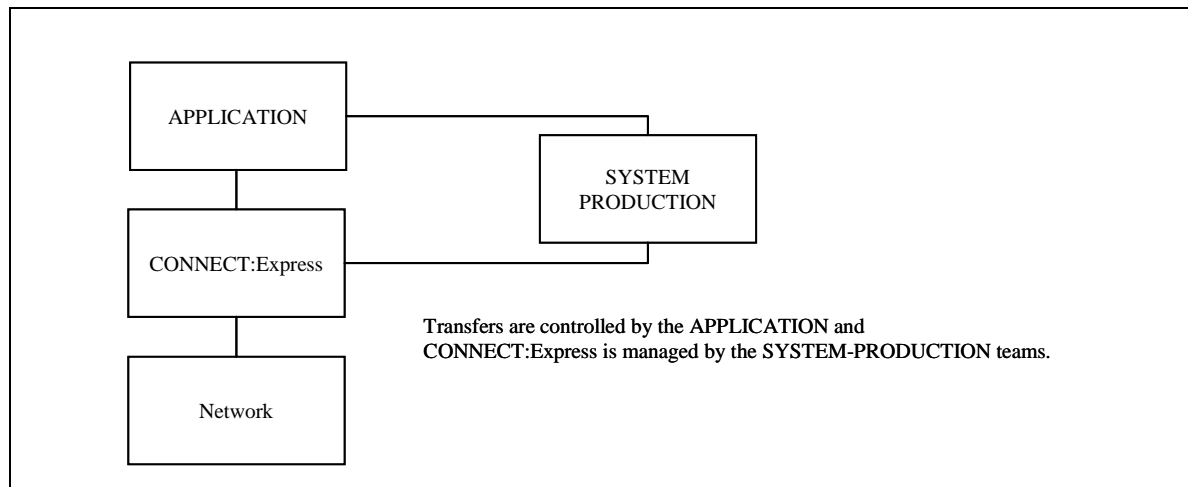 APPLICATION
SYSTEM
PRODUCTION
CONNECT:Express
Transfers are controlled by the APPLICATION and
CONNECT:Express is managed by the SYSTEM-PRODUCTION teams.
Network